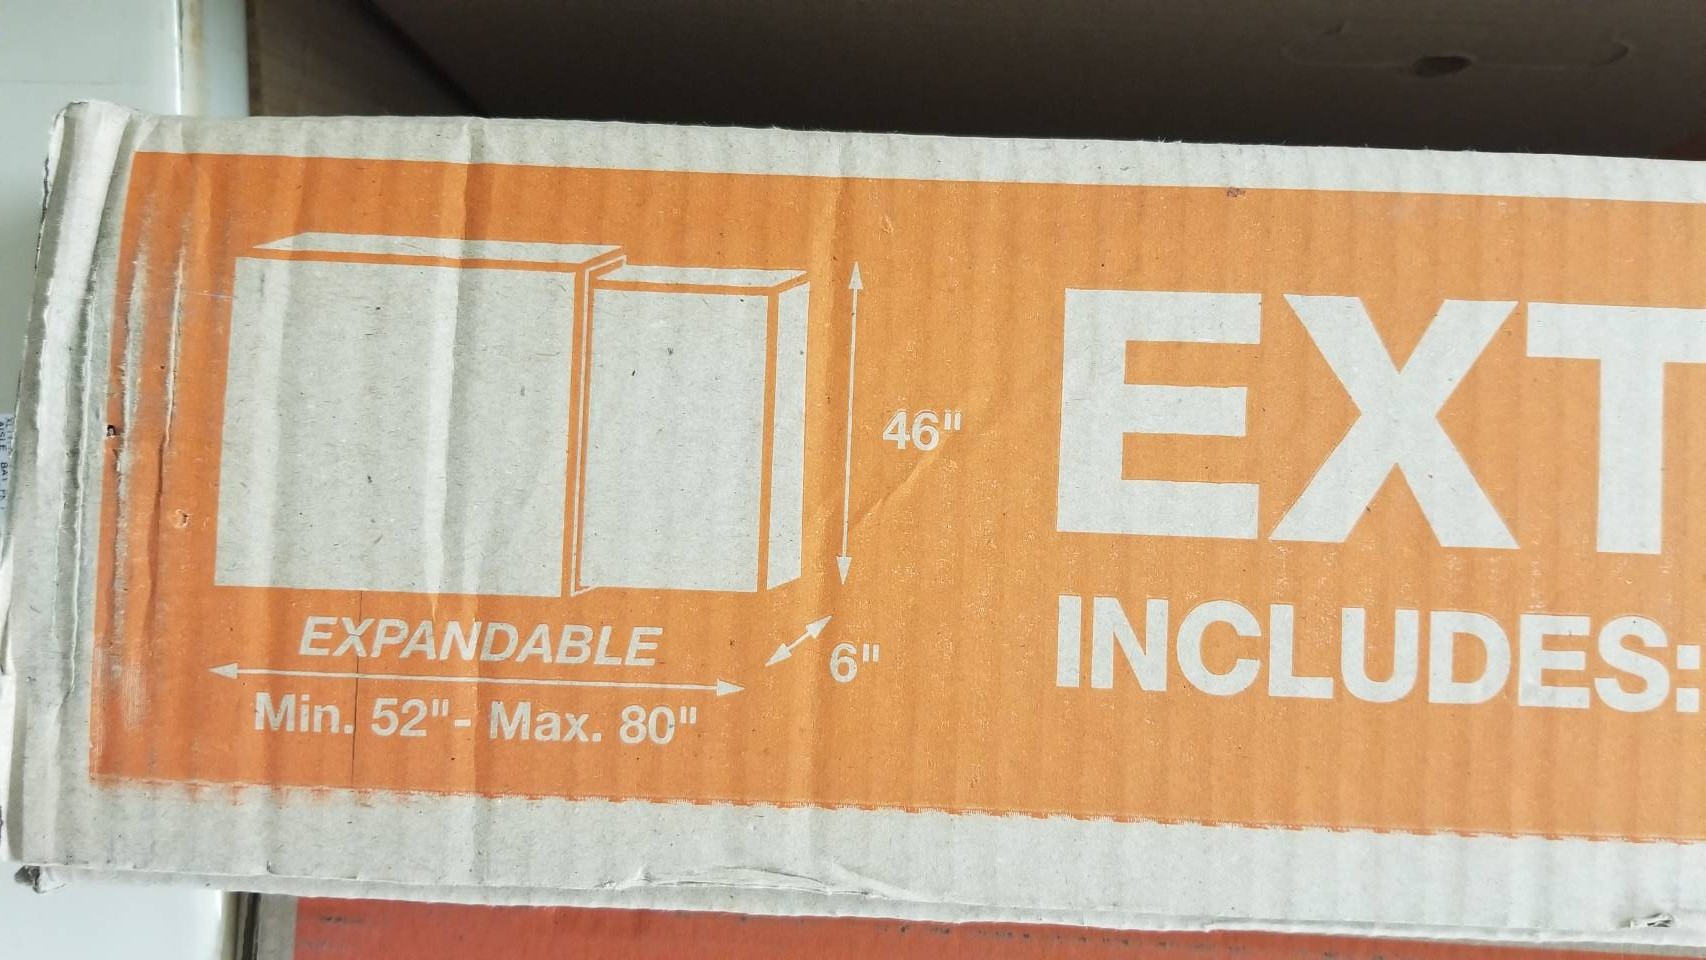 46"
EXPANDABLE
6"
Min. 52"- Max. 80"
EXT
INCLUDES: